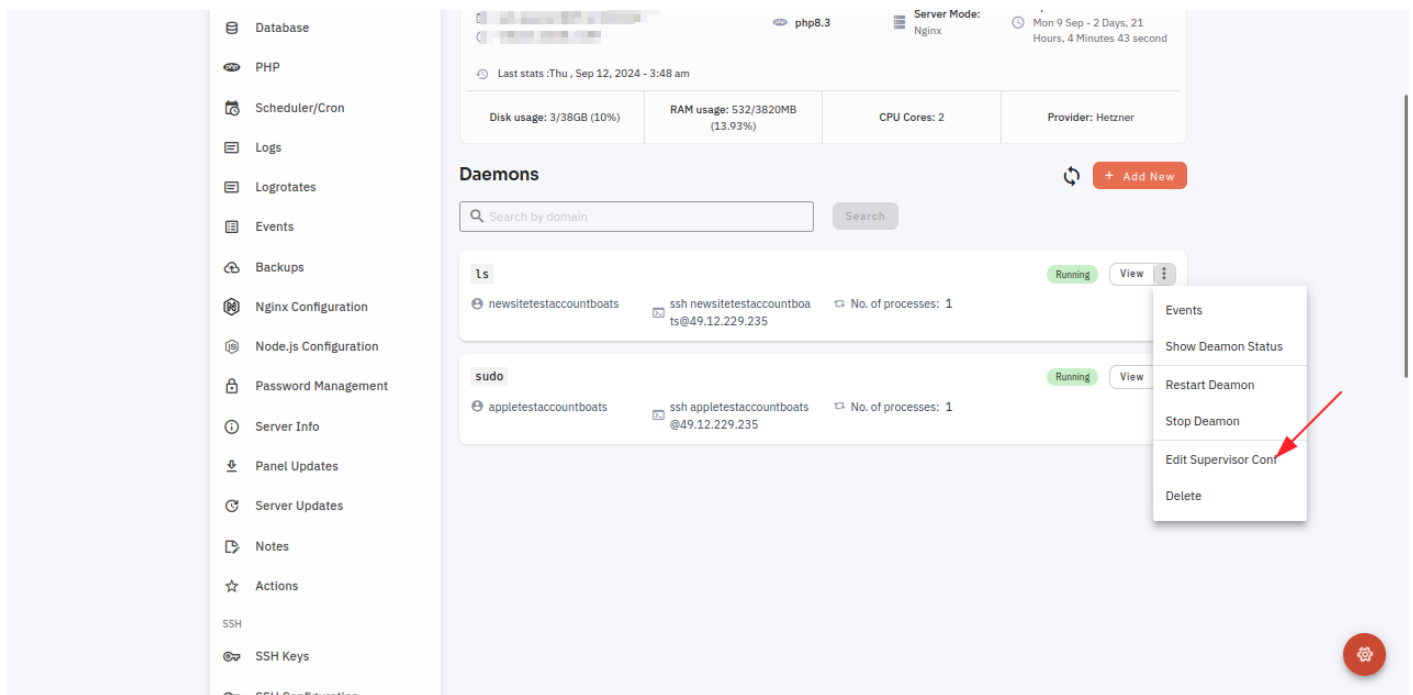 Database
PHP
Scheduler/Cron
Logs
Logrotates
Events
Backups
Nginx Configuration
Node.js Configuration
Password Management
Server Info
Panel Updates
Server Updates
Notes
Actions
SSH
SSH Keys
SSH Configuration
php8.3
Server Mode:
Nginx
Mon 9 Sep - 2 Days, 21
Hours, 4 Minutes 43 second
Last stats :Thu , Sep 12, 2024 - 3:48 am
Disk usage: 3/38GB (10%)
RAM usage: 532/3820MB
(13.93%)
CPU Cores: 2
Provider: Hetzner
Daemons
+ Add New
Search by domain
Search
ls
Running
View
newsitetestaccountboats
ssh newsitetestaccountboa
ts@49.12.229.235
No. of processes: 1
sudo
Running
View
appletestaccountboats
ssh appletestaccountboats
@49.12.229.235
No. of processes: 1
Events
Show Deamon Status
Restart Deamon
Stop Deamon
Edit Supervisor Conf
Delete